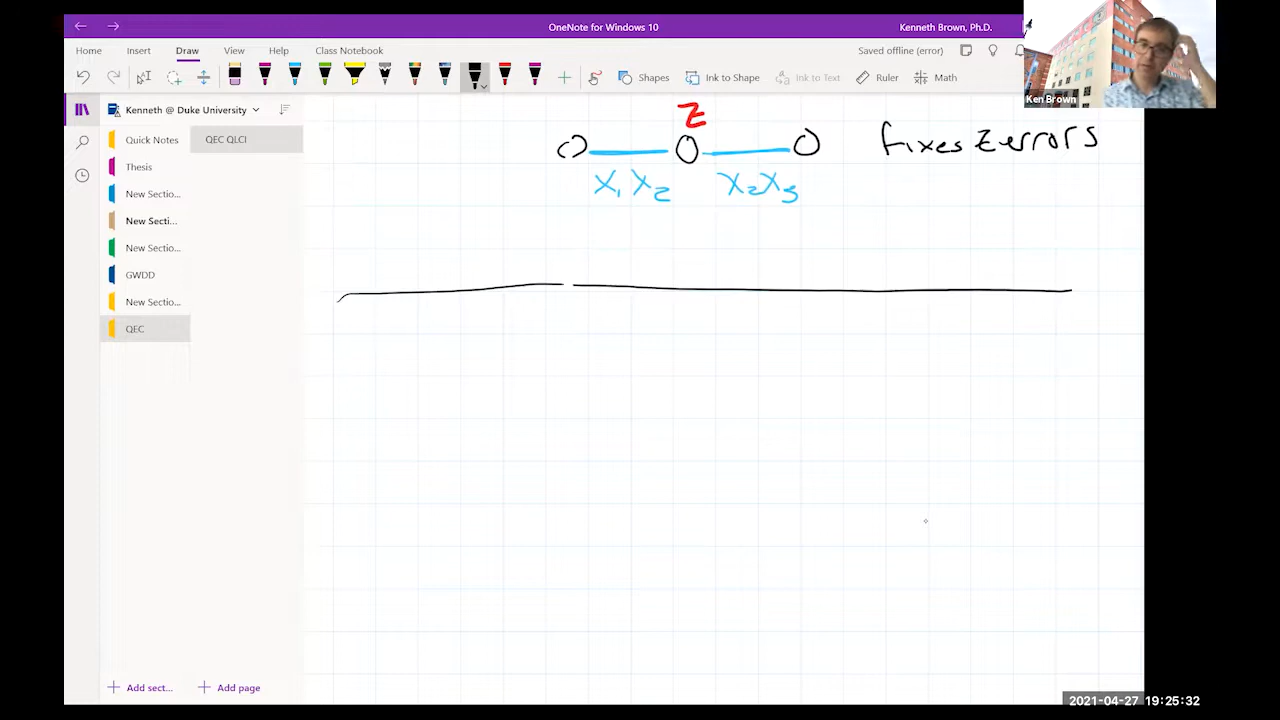 OneNote for Windows 10
Kenneth Brown, Ph.D.
Home Insert Draw View Help Class Notebook
Saved offline (error)
Shapes Ink to Shape Ink to Text Ruler Math
Ken Brown
Kenneth @ Duke University
Quick Notes
Thesis
New Sectio...
New Secti...
New Sectio...
GWDD
New Sectio...
QEC
QEC QLCI
Z
O O O fixes Z errors
X₁X₂ X₂X₃
Add sect... Add page
2021-04-27 19:25:32